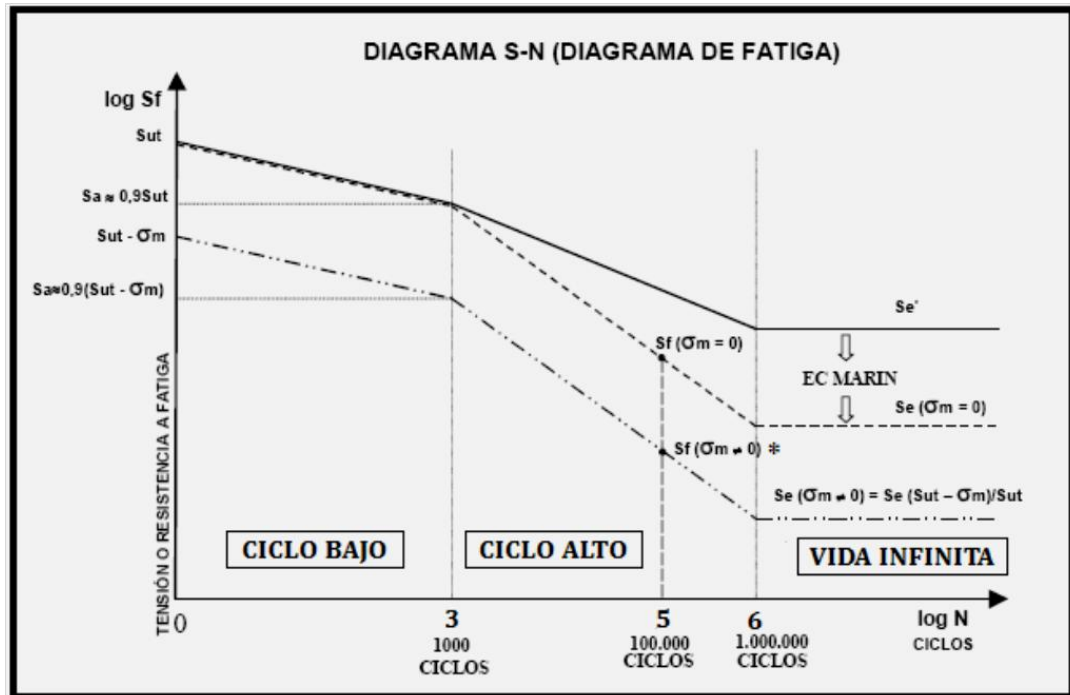 DIAGRAMA S-N (DIAGRAMA DE FATIGA)
log Sf
Sut
Sa ≈ 0,9Sut
Sut - σm
Sa≈0,9(Sut - σm)
TENSIÓN O RESISTENCIA A FATIGA
Se'
Sf (σm = 0)
EC MARIN
Se (σm = 0)
Sf (σm ≠ 0) *
Se (σm ≠ 0) = Se (Sut – σm)/Sut
CICLO BAJO
CICLO ALTO
VIDA INFINITA
0
3
1000
CICLOS
5
100.000
CICLOS
6
1.000.000
CICLOS
log N
CICLOS